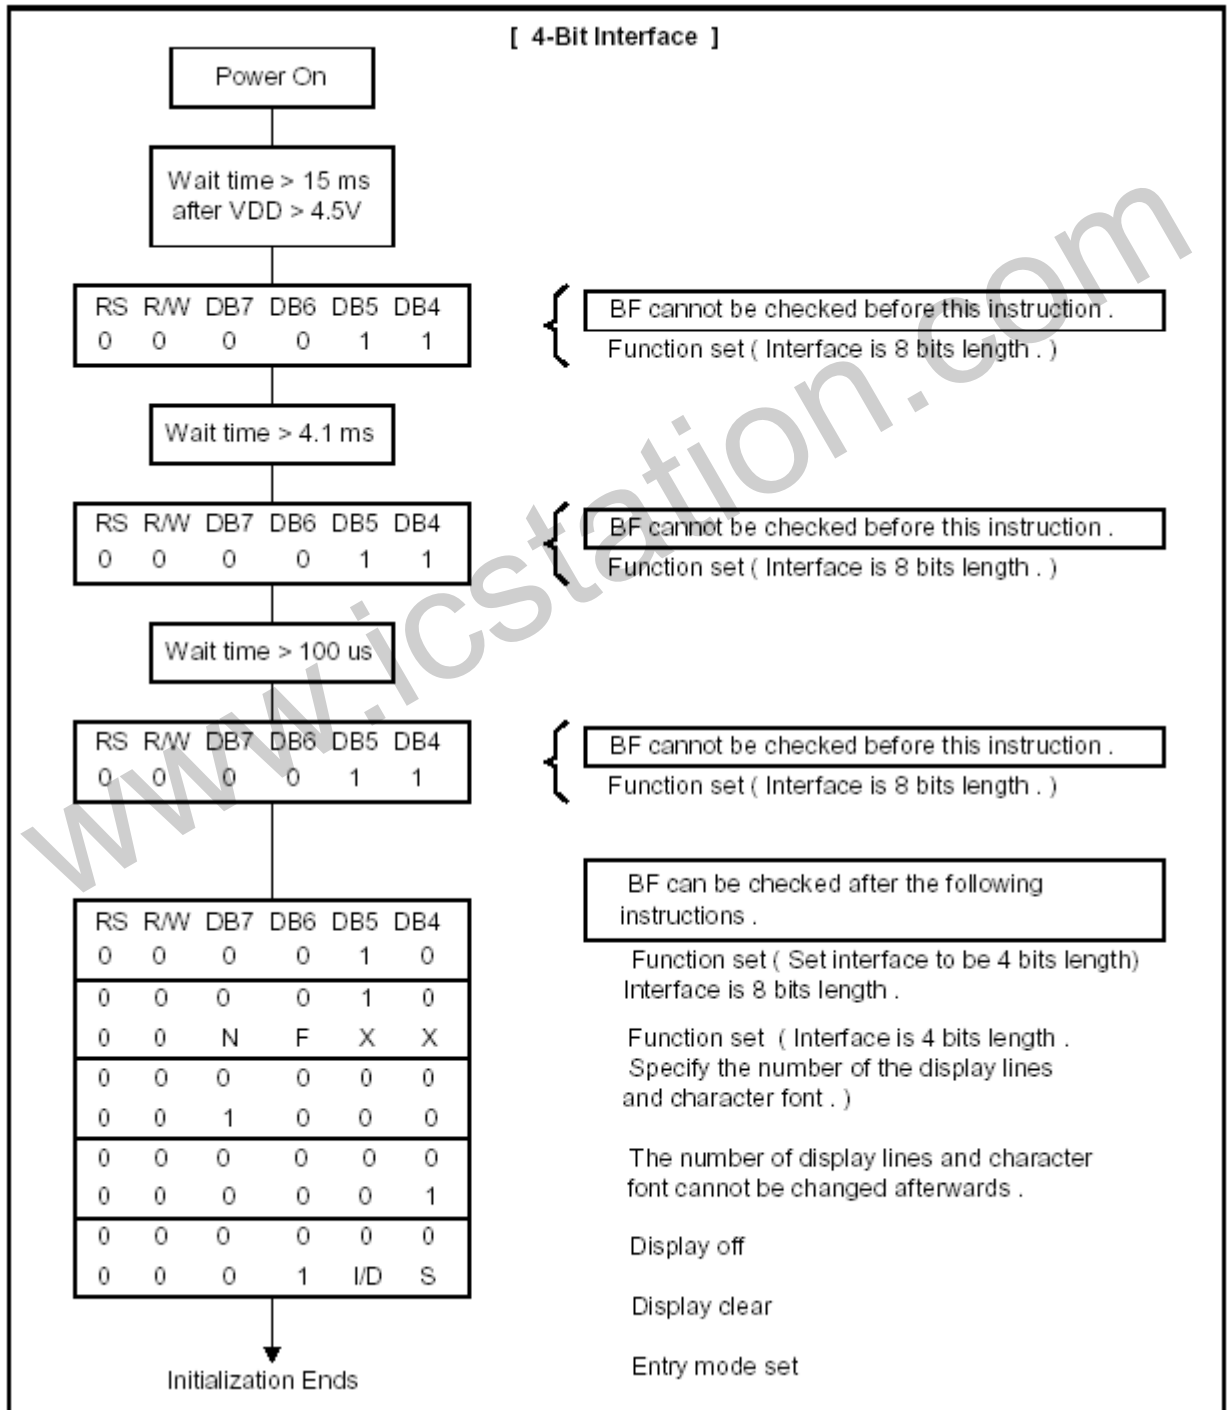 [ 4-Bit Interface ]
Power On
Wait time > 15 ms
after VDD > 4.5V
RS R/W DB7 DB6 DB5 DB4
0 0 0 0 1 1
BF cannot be checked before this instruction .
Function set ( Interface is 8 bits length . )
Wait time > 4.1 ms
RS R/W DB7 DB6 DB5 DB4
0 0 0 0 1 1
BF cannot be checked before this instruction .
Function set ( Interface is 8 bits length . )
Wait time > 100 us
RS R/W DB7 DB6 DB5 DB4
0 0 0 0 1 1
BF cannot be checked before this instruction .
Function set ( Interface is 8 bits length . )
RS R/W DB7 DB6 DB5 DB4
0 0 0 0 1 0
0 0 0 0 1 0
0 0 N F X X
0 0 0 0 0 0
0 0 1 0 0 0
0 0 0 0 0 0
0 0 0 0 0 1
0 0 0 0 0 0
0 0 0 1 I/D S
Initialization Ends
BF can be checked after the following
instructions .
Function set ( Set interface to be 4 bits length)
Interface is 8 bits length .
Function set ( Interface is 4 bits length .
Specify the number of the display lines
and character font . )
The number of display lines and character
font cannot be changed afterwards .
Display off
Display clear
Entry mode set
www.icstation.com